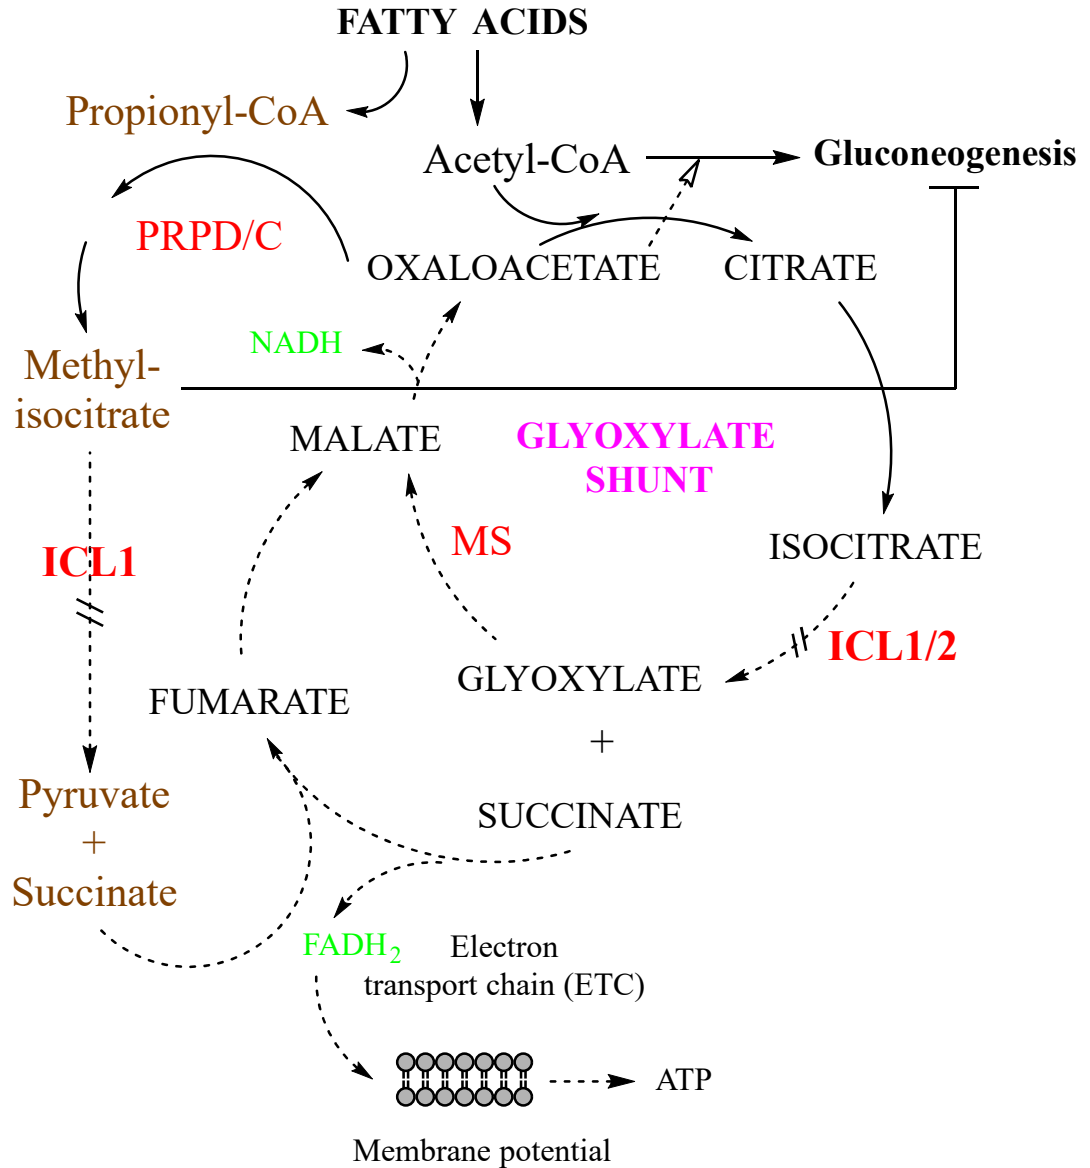 FATTY ACIDS
Propionyl-CoA
Acetyl-CoA
Gluconeogenesis
PRPD/C
OXALOACETATE
CITRATE
NADH
Methyl-
isocitrate
MALATE
GLYOXYLATE
SHUNT
MS
ISOCITRATE
ICL1
ICL1/2
GLYOXYLATE
FUMARATE
+
Pyruvate
+
Succinate
SUCCINATE
FADH₂
Electron
transport chain (ETC)
ATP
Membrane potential